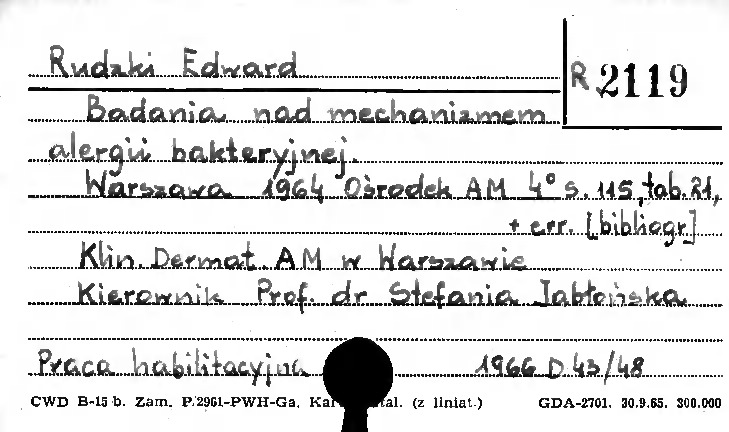 Rudzki Edward
R 2119
Badania nad mechanizmem
alergii bakteryjnej.
Warszawa 1964 Ośrodek AM 4° s. 115, tab. 21,
+ err. [bibliogr.]
Klin. Dermat. AM w Warszawie
Kierownik Prof. dr Stefania Jabłońska
Praca habilitacyjna 1966 D 43/48
CWD B-15 b. Zam. P/2961-PWH-Ga. (z liniat.) GDA-2701. 30.9.65. 300.000